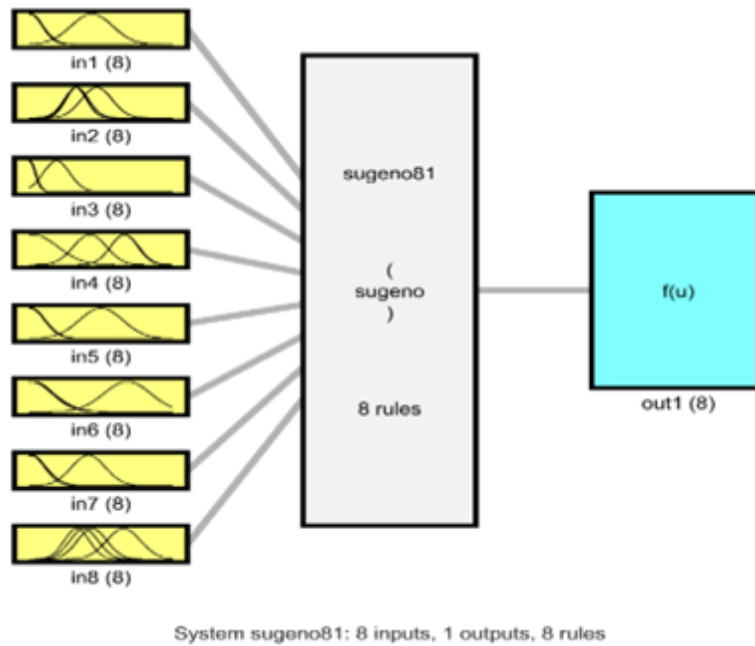 in1 (8)
in2 (8)
in3 (8)
in4 (8)
in5 (8)
in6 (8)
in7 (8)
in8 (8)
sugeno81
(
sugeno
)
8 rules
f(u)
out1 (8)
System sugeno81: 8 inputs, 1 outputs, 8 rules